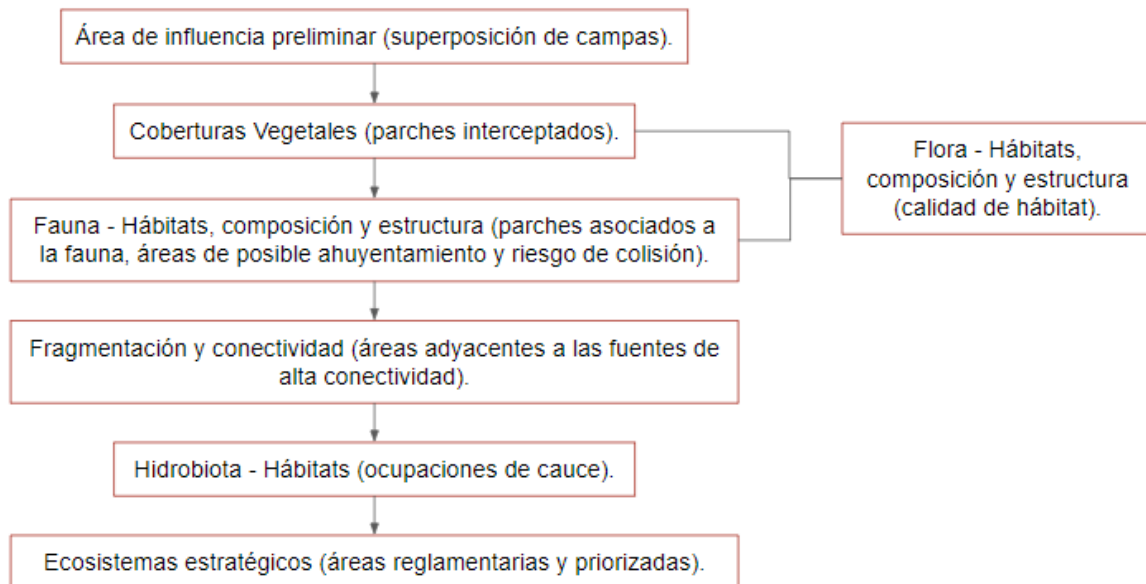 Área de influencia preliminar (superposición de campas).
Coberturas Vegetales (parches interceptados).
Flora - Hábitats,
composición y estructura
(calidad de hábitat).
Fauna - Hábitats, composición y estructura (parches asociados a
la fauna, áreas de posible ahuyentamiento y riesgo de colisión).
Fragmentación y conectividad (áreas adyacentes a las fuentes de
alta conectividad).
Hidrobiota - Hábitats (ocupaciones de cauce).
Ecosistemas estratégicos (áreas reglamentarias y priorizadas).